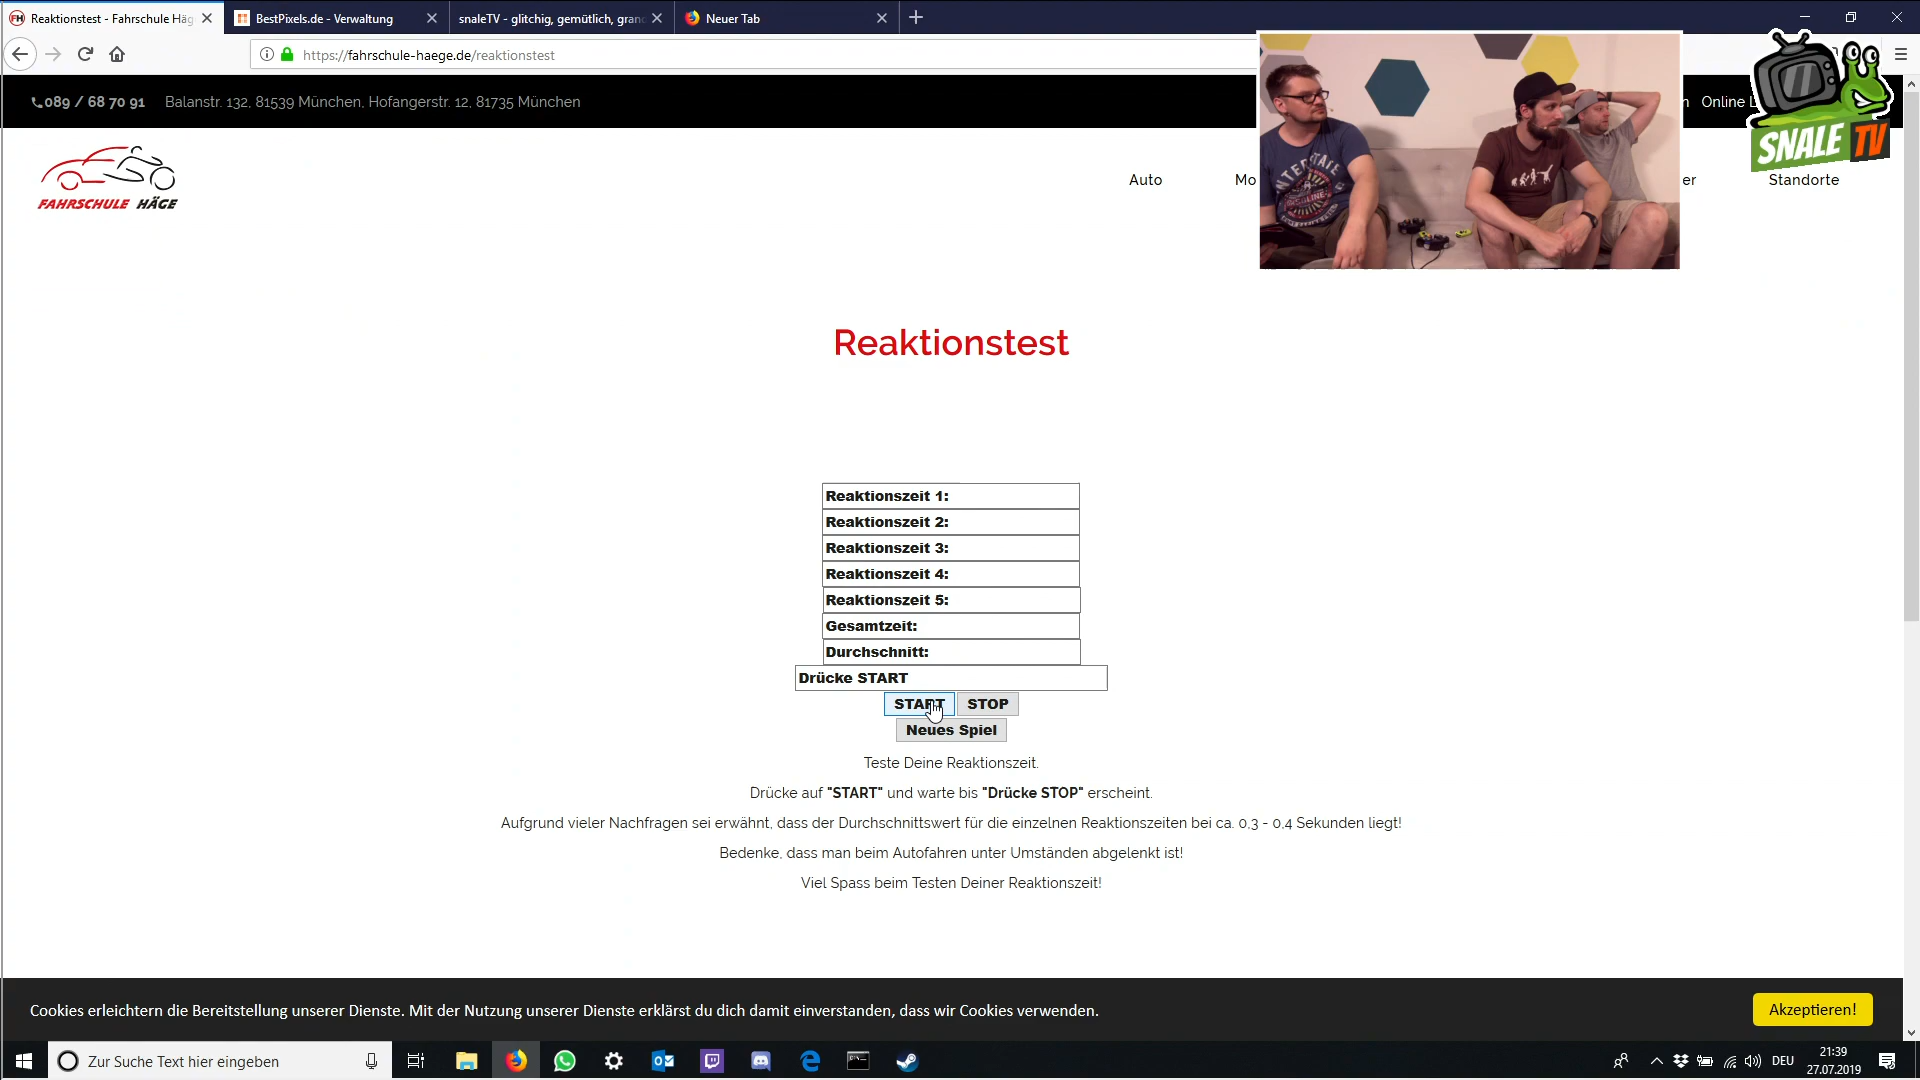 Reaktionstest - Fahrschule Häg
BestPixels.de - Verwaltung
snaleTV - glitchig, gemütlich, gran
Neuer Tab
https://fahrschule-haege.de/reaktionstest
089 / 68 70 91 Balanstr. 132, 81539 München, Hofangerstr. 12, 81735 München
Online
SNALE TV
FAHRSCHULE HÄGE
Auto
Mo
er
Standorte
Reaktionstest
Reaktionszeit 1:
Reaktionszeit 2:
Reaktionszeit 3:
Reaktionszeit 4:
Reaktionszeit 5:
Gesamtzeit:
Durchschnitt:
Drücke START
START STOP
Neues Spiel
Teste Deine Reaktionszeit.
Drücke auf "START" und warte bis "Drücke STOP" erscheint.
Aufgrund vieler Nachfragen sei erwähnt, dass der Durchschnittswert für die einzelnen Reaktionszeiten bei ca. 0,3 - 0,4 Sekunden liegt!
Bedenke, dass man beim Autofahren unter Umständen abgelenkt ist!
Viel Spass beim Testen Deiner Reaktionszeit!
Cookies erleichtern die Bereitstellung unserer Dienste. Mit der Nutzung unserer Dienste erklärst du dich damit einverstanden, dass wir Cookies verwenden.
Akzeptieren!
Zur Suche Text hier eingeben
DEU
21:39
27.07.2019